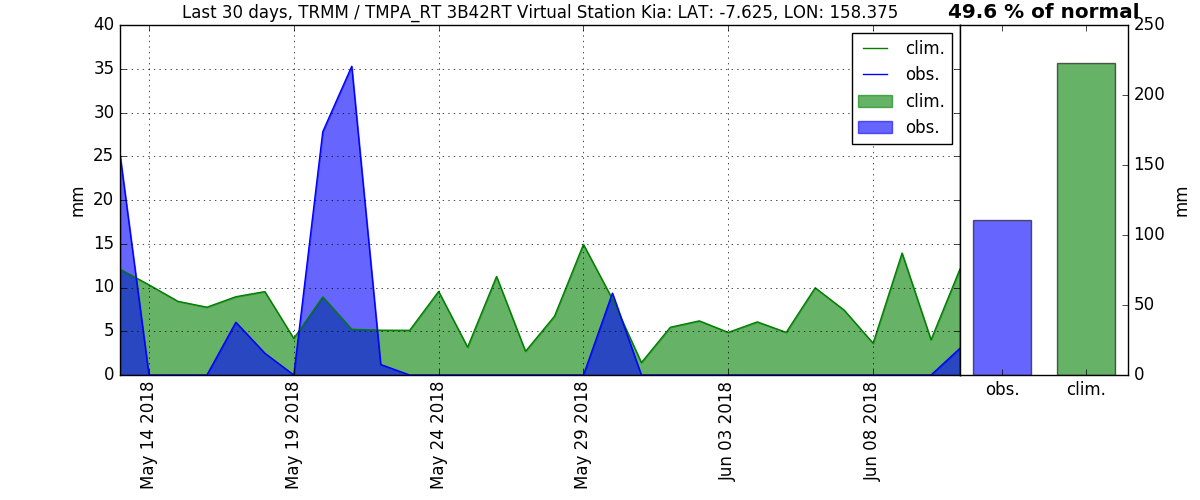 Last 30 days, TRMM / TMPA_RT 3B42RT Virtual Station Kia: LAT: -7.625, LON: 158.375
49.6 % of normal
40
35
30
25
20
15
10
5
0
mm
clim.
obs.
clim.
obs.
May 14 2018
May 19 2018
May 24 2018
May 29 2018
Jun 03 2018
Jun 08 2018
250
200
150
100
50
0
mm
obs.
clim.